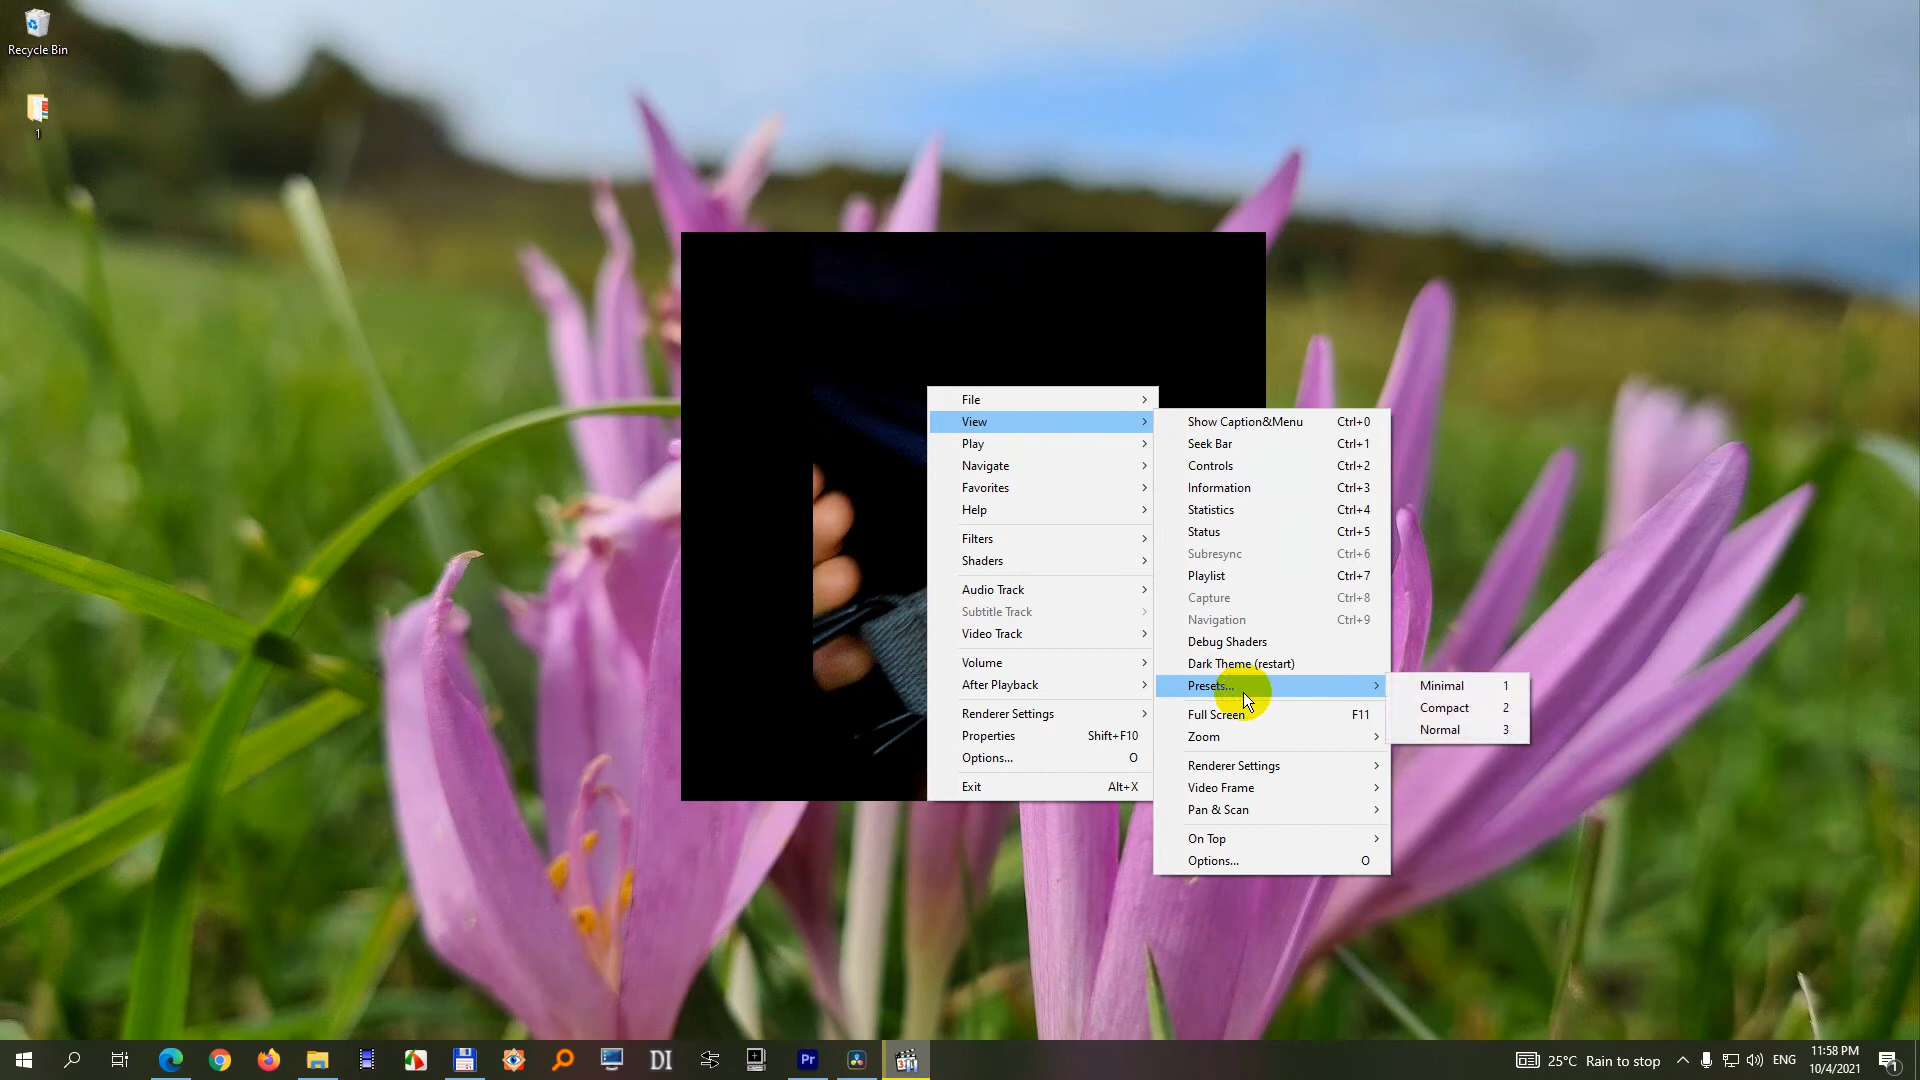 Recycle Bin
1
File
View
Play
Navigate
Favorites
Help
Filters
Shaders
Audio Track
Subtitle Track
Video Track
Volume
After Playback
Renderer Settings
Properties Shift+F10
Options... O
Exit Alt+X
Show Caption&Menu Ctrl+0
Seek Bar Ctrl+1
Controls Ctrl+2
Information Ctrl+3
Statistics Ctrl+4
Status Ctrl+5
Subresync Ctrl+6
Playlist Ctrl+7
Capture Ctrl+8
Navigation Ctrl+9
Debug Shaders
Dark Theme (restart)
Presets...
Full Screen F11
Zoom
Renderer Settings
Video Frame
Pan & Scan
On Top
Options... O
Minimal 1
Compact 2
Normal 3
DI
Pr
25°C Rain to stop
ENG
11:58 PM
10/4/2021
1